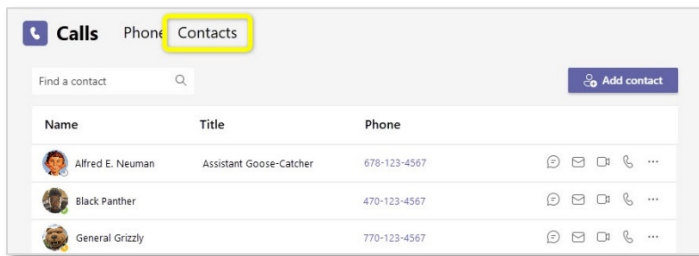 Calls Phone Contacts
Find a contact Add contact
Name Title Phone
Alfred E. Neuman Assistant Goose-Catcher 678-123-4567
Black Panther 470-123-4567
General Grizzly 770-123-4567